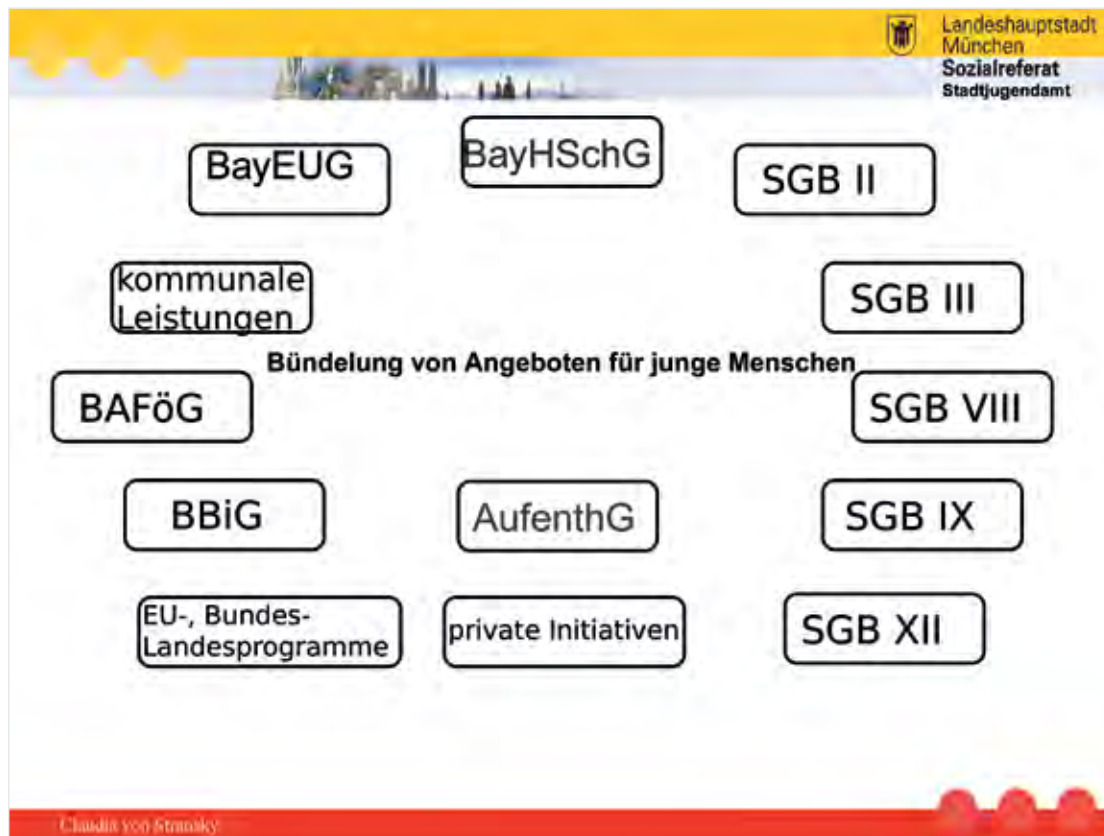 Landeshauptstadt
München
Sozialreferat
Stadtjugendamt
BayEUG
BayHSchG
SGB II
kommunale
Leistungen
SGB III
Bündelung von Angeboten für junge Menschen
BAFöG
SGB VIII
BBiG
AufenthG
SGB IX
EU-, Bundes-
Landesprogramme
private Initiativen
SGB XII
Claudia von Stransky